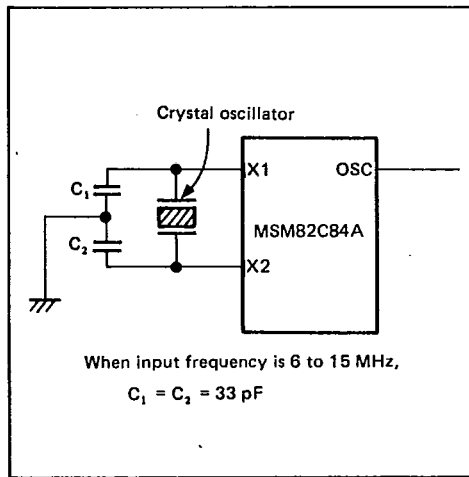 Crystal oscillator
X1
OSC
C₁
MSM82C84A
C₂
X2
When input frequency is 6 to 15 MHz,
C₁ = C₂ = 33 pF